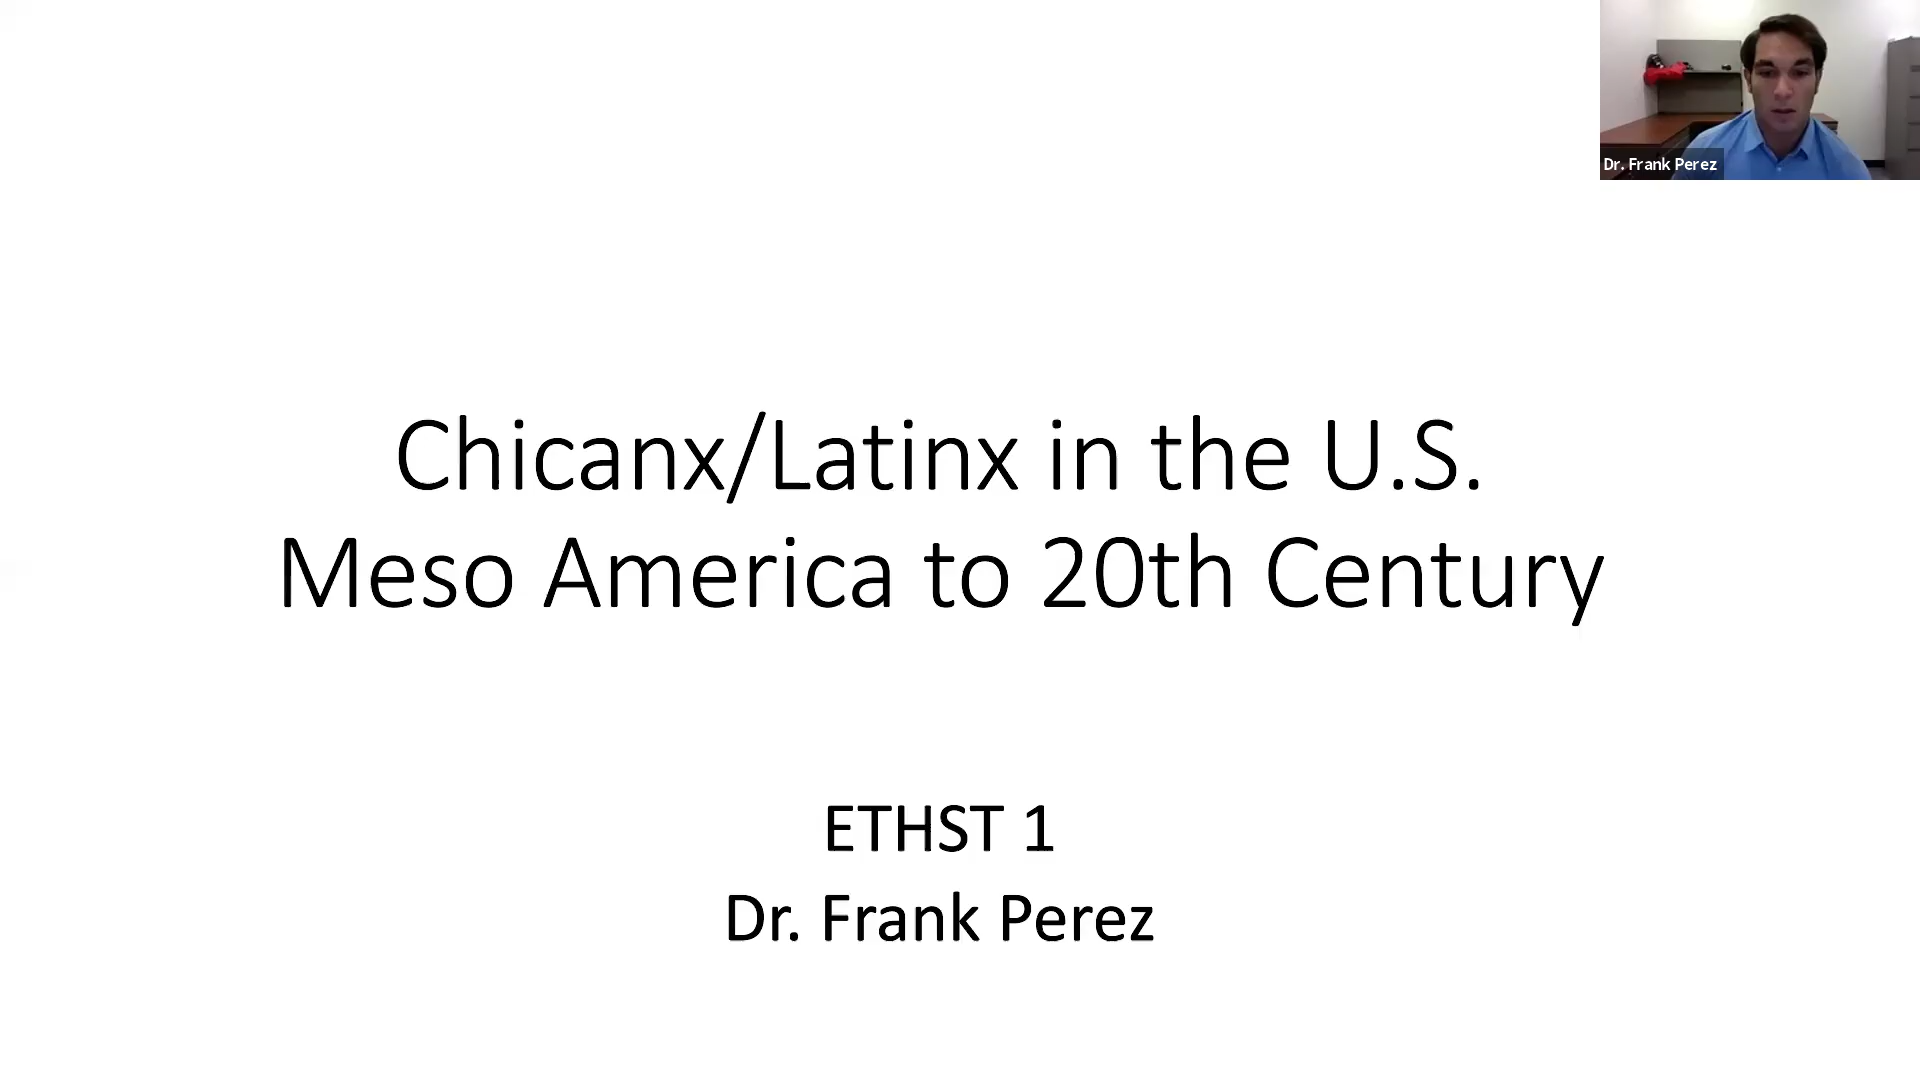 Dr. Frank Perez
Chicanx/Latinx in the U.S.
Meso America to 20th Century
ETHST 1
Dr. Frank Perez